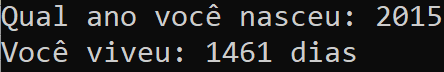 Qual ano você nasceu: 2015
Você viveu: 1461 dias